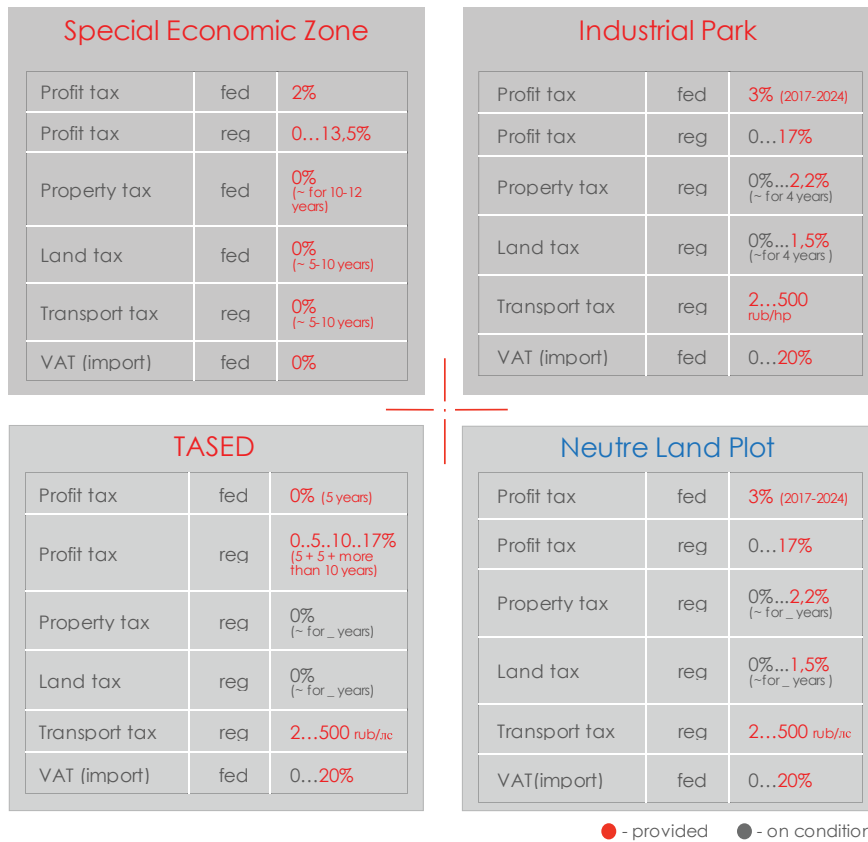 Special Economic Zone
Profit tax fed 2%
Profit tax reg 0...13,5%
Property tax fed 0%
(~ for 10-12
years)
Land tax fed 0%
(~ 5-10 years)
Transport tax reg 0%
(~ 5-10 years)
VAT (import) fed 0%
Industrial Park
Profit tax fed 3% (2017-2024)
Profit tax reg 0...17%
Property tax reg 0%...2,2%
(~ for 4 years)
Land tax reg 0%...1,5%
(~for 4 years )
Transport tax reg 2...500
rub/hp
VAT (import) fed 0...20%
TASED
Profit tax fed 0% (5 years)
Profit tax reg 0..5..10..17%
(5 + 5 + more
than 10 years)
Property tax reg 0%
(~ for _ years)
Land tax reg 0%
(~ for _ years)
Transport tax reg 2...500 rub/лс
VAT (import) fed 0...20%
Neutre Land Plot
Profit tax fed 3% (2017-2024)
Profit tax reg 0...17%
Property tax reg 0%...2,2%
(~ for _ years)
Land tax reg 0%...1,5%
(~for _ years )
Transport tax reg 2...500 rub/лс
VAT(import) fed 0...20%
- provided - on condition